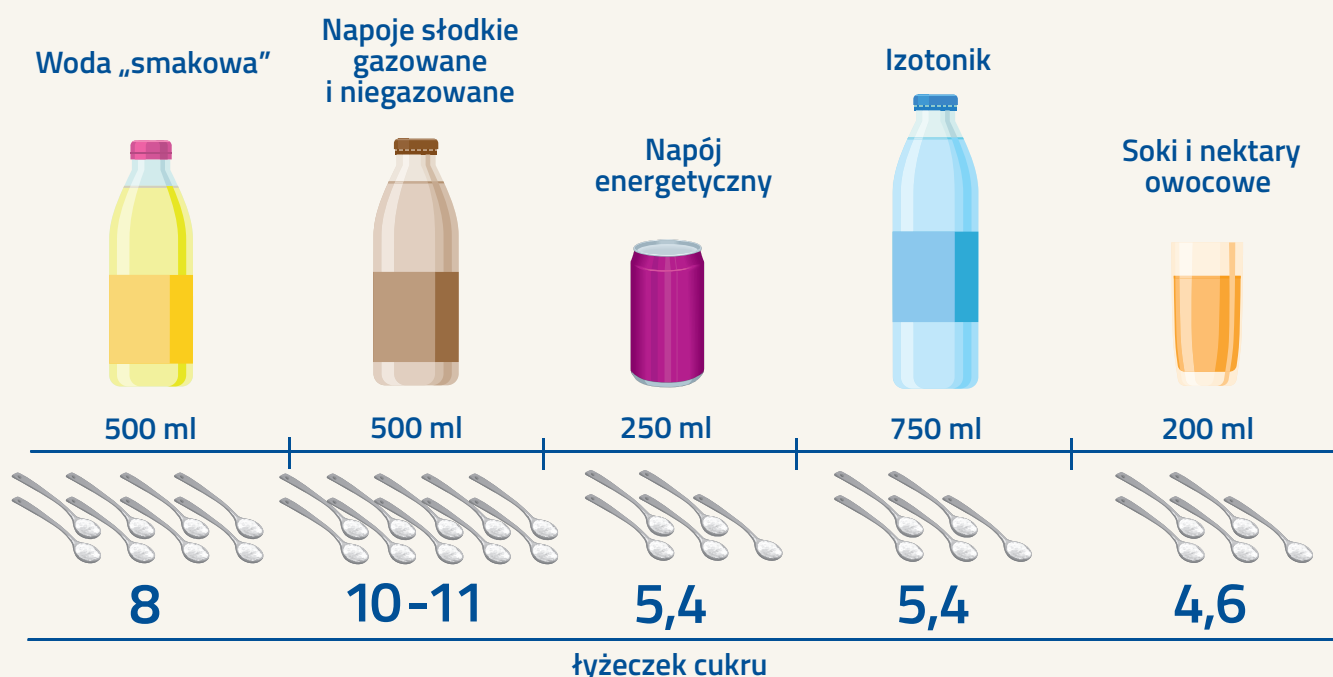 Woda „smakowa”
Napoje słodkie
gazowane
i niegazowane
Napój
energetyczny
Izotonik
Soki i nektary
owocowe
500 ml
500 ml
250 ml
750 ml
200 ml
8
10-11
5,4
5,4
4,6
łyżeczek cukru